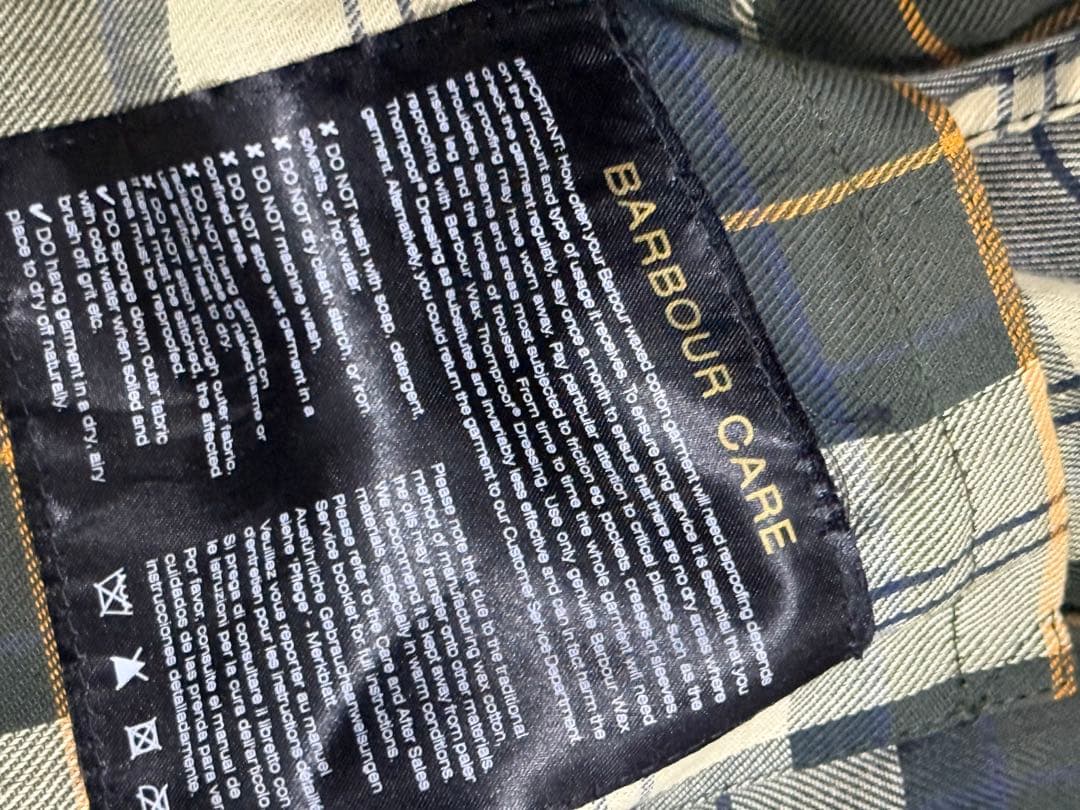 BARBOUR CARE
IMPORTANT: How often your Barbour waxed cotton garment will need reproofing depends
on the amount and type of usage it receives. To ensure long service it is essential that you
check the garment regularly, say once a month to ensure that there are no dry areas where
the proofing may have worn away. Pay particular attention to critical places such as the
shoulders, seams and areas most subjected to friction eg. pockets, creases in sleeves,
inside leg and the knees of trousers. From time to time the whole garment will need
reproofing with Barbour Wax Thornproof® Dressing. Use only genuine Barbour Wax
Thornproof® Dressing as substitutes are invariably less effective and can in fact harm the
garment. Alternatively, you could return the garment to our Customer Service Department.
✘ DO NOT wash with soap, detergent,
solvents, or hot water.
✘ DO NOT dry clean, starch, or iron
✘ DO NOT machine wash.
✘ DO NOT store wet garment in a
confined area.
✘ DO NOT hang garment on
radiators, expose to naked flame or
use artificial heat to dry.
✘ DO NOT stitch through outer fabric,
if items must be stitched, the affected
area must be reproofed.
✔ DO sponge down outer fabric
with cold water when soiled and
brush off grit etc.
✔ DO hang garment in a dry, airy
place to dry off naturally.
Please note that due to the traditional
method of manufacturing wax cotton,
the oils may transfer onto other materials.
We recommend it is kept away from paler
materials, especially in warm conditions.
Please refer to the Care and After Sales
Service booklet for full instructions.
Ausführliche Gebrauchsanweisungen
siehe 'Pflege' - Merkblatt
Veuillez vous reporter au manuel
d'entretien pour les instructions détaillé
Si prega di consultare il libretto con
le istruzioni per la cura dell'articolo
Por favor, consulte el manual de
cuidados de las prenda para ver
instrucciones detalladamente.